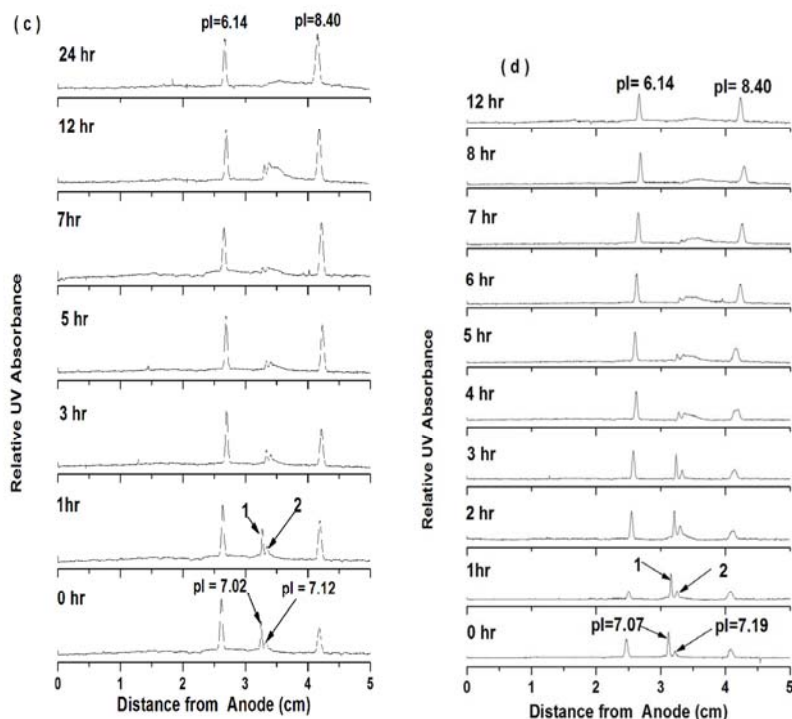 ( c )
pI=6.14 pI=8.40
24 hr
12 hr
7hr
5 hr
3 hr
1hr
1 2
0 hr
pI = 7.02 pI = 7.12
Relative UV Absorbance
0 1 2 3 4 5
Distance from Anode (cm)
( d )
pI= 6.14 pI=8.40
12 hr
8 hr
7 hr
6 hr
5 hr
4 hr
3 hr
2 hr
1hr
1 2
0 hr
pI=7.07 pI=7.19
Relative UV Absorbance
0 1 2 3 4 5
Distance from Anode (cm)